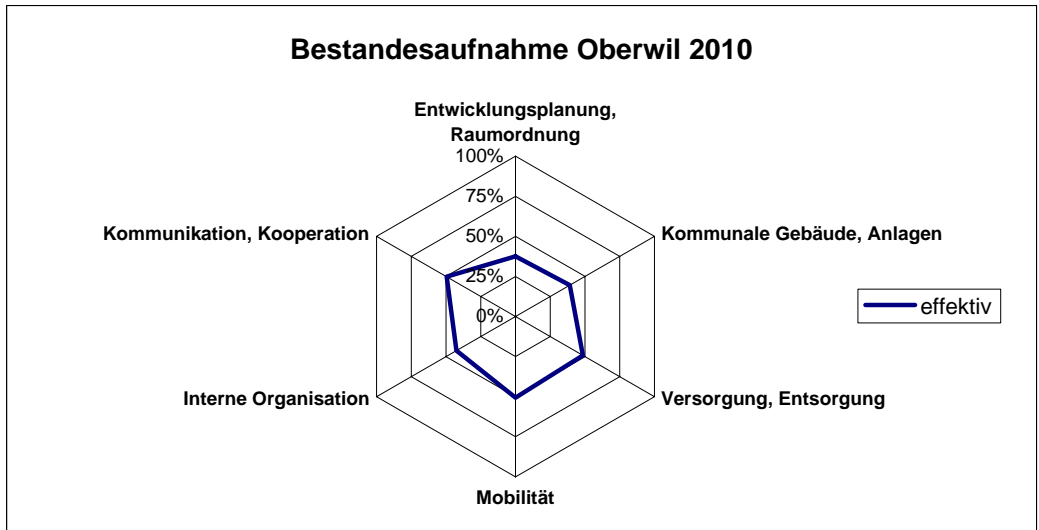 Bestandesaufnahme Oberwil 2010
Entwicklungsplanung,
Raumordnung
100%
75%
50%
25%
0%
Kommunikation, Kooperation
Kommunale Gebäude, Anlagen
effektiv
Interne Organisation
Versorgung, Entsorgung
Mobilität